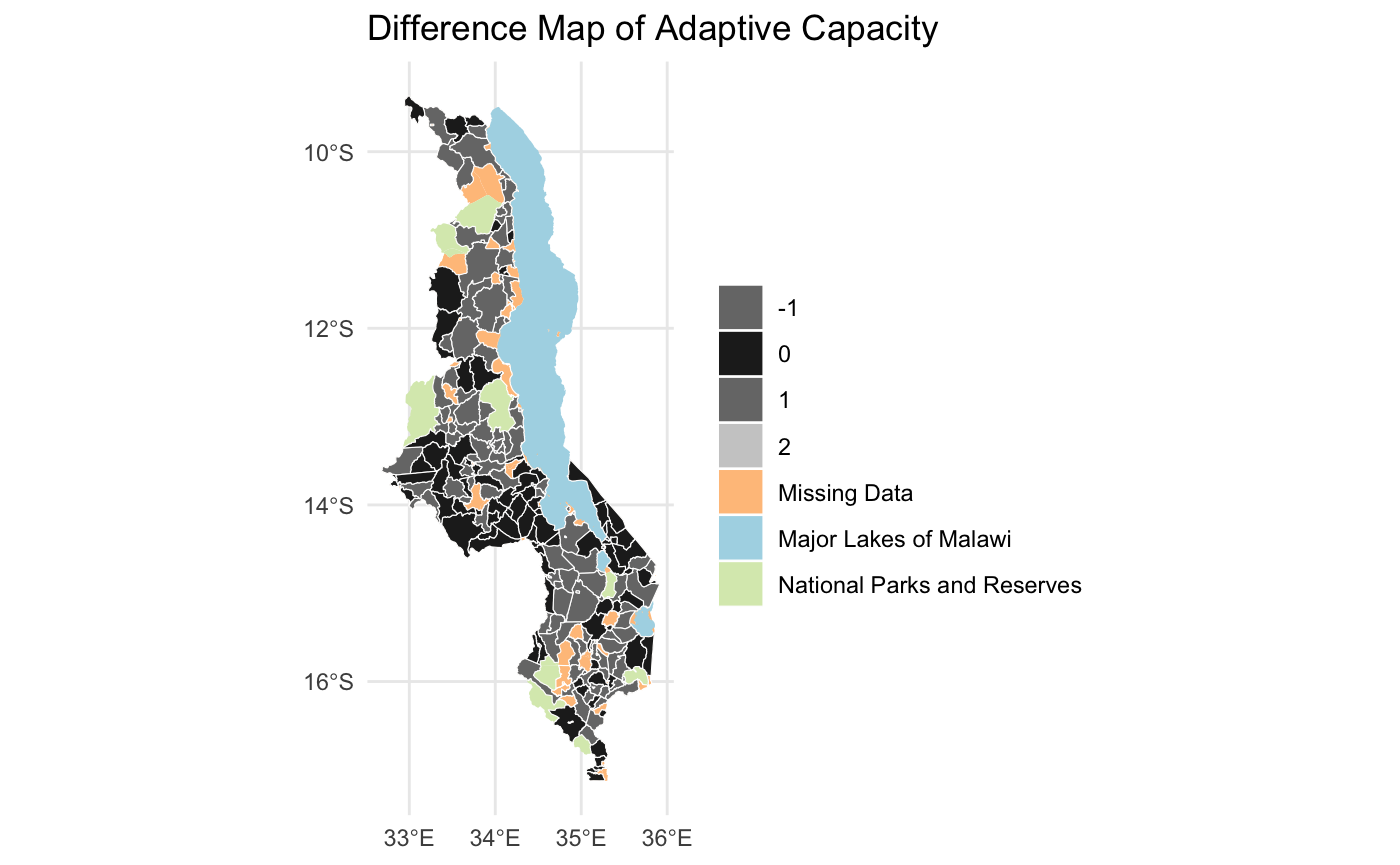 Difference Map of Adaptive Capacity
10°S
12°S
14°S
16°S
33°E 34°E 35°E 36°E
-1
0
1
2
Missing Data
Major Lakes of Malawi
National Parks and Reserves